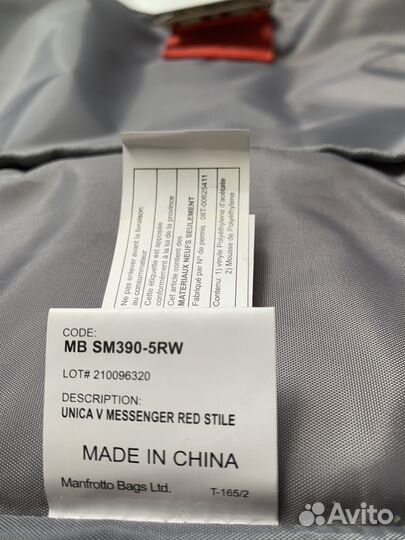 Ne pas enlever avant la livraison
au consommateur
Cette étiquette est apposée
conformément à la loi de la province
Cet article contient des
MATERIAUX NEUFS SEULEMENT
Fabriqué par N° de permis : 08T-00625411
Contenu: 1) vinyle Polyéthylène d'acétate
2) Mousse de Polyéthylène
CODE:
MB SM390-5RW
LOT# 210096320
DESCRIPTION:
UNICA V MESSENGER RED STILE
MADE IN CHINA
Manfrotto Bags Ltd. T-165/2
Avito